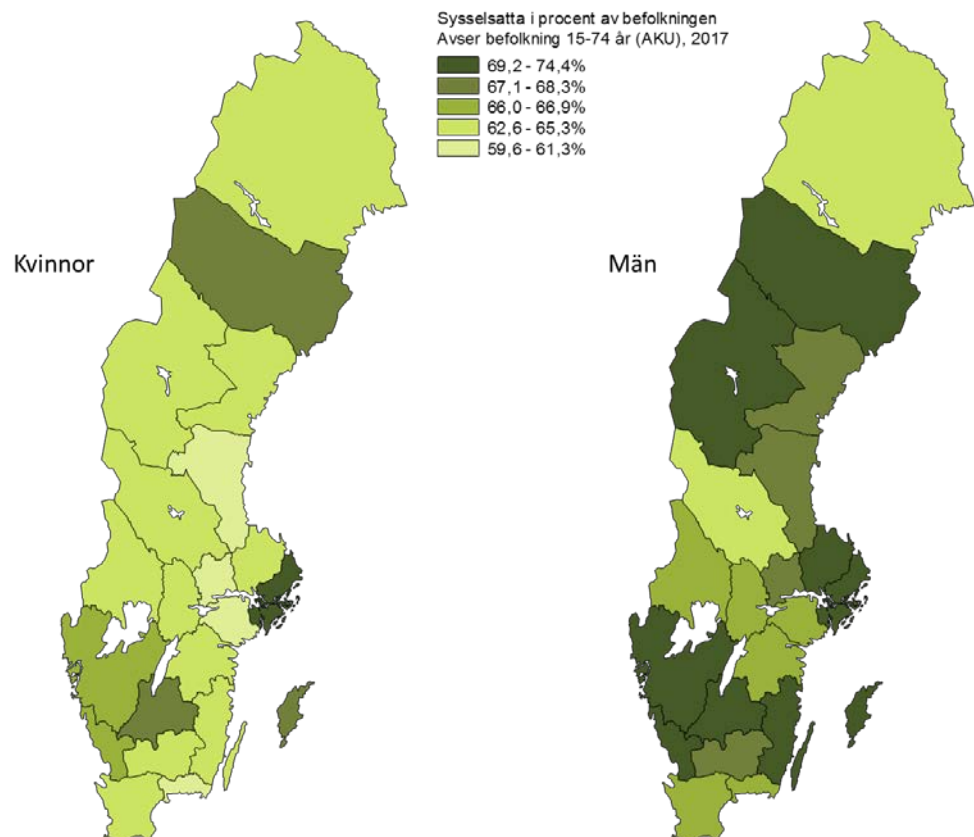 Sysselsatta i procent av befolkningen
Avser befolkning 15-74 år (AKU), 2017
69,2 - 74,4%
67,1 - 68,3%
66,0 - 66,9%
62,6 - 65,3%
59,6 - 61,3%
Kvinnor
Män